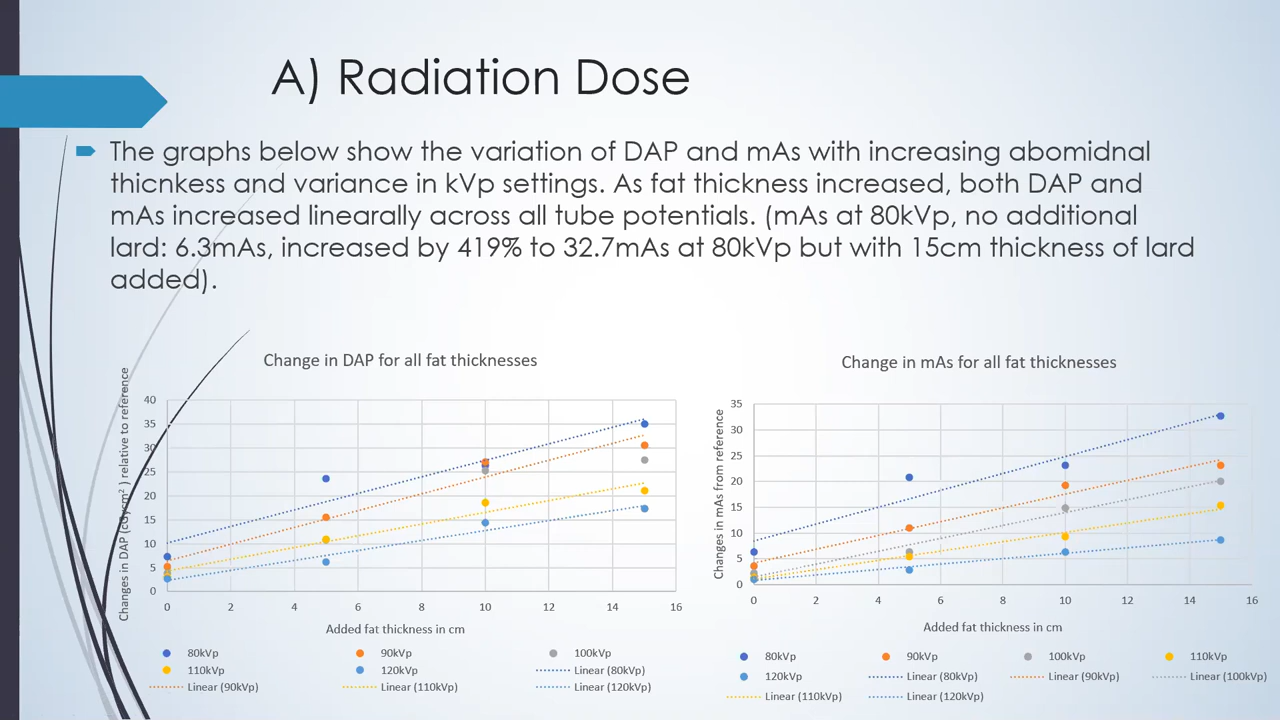 A) Radiation Dose
The graphs below show the variation of DAP and mAs with increasing abomidnal
thicnkess and variance in kVp settings. As fat thickness increased, both DAP and
mAs increased linearally across all tube potentials. (mAs at 80kVp, no additional
lard: 6.3mAs, increased by 419% to 32.7mAs at 80kVp but with 15cm thickness of lard
added).
Change in DAP for all fat thicknesses
Changes in DAP (cGycm²) relative to reference
40
35
30
25
20
15
10
5
0
0 2 4 6 8 10 12 14 16
Added fat thickness in cm
80kVp 90kVp 100kVp
110kVp 120kVp Linear (80kVp)
Linear (90kVp) Linear (110kVp) Linear (120kVp)
Change in mAs for all fat thicknesses
Changes in mAs from reference
35
30
25
20
15
10
5
0
0 2 4 6 8 10 12 14 16
Added fat thickness in cm
80kVp 90kVp 100kVp 110kVp
120kVp Linear (80kVp) Linear (90kVp) Linear (100kVp)
Linear (110kVp) Linear (120kVp)